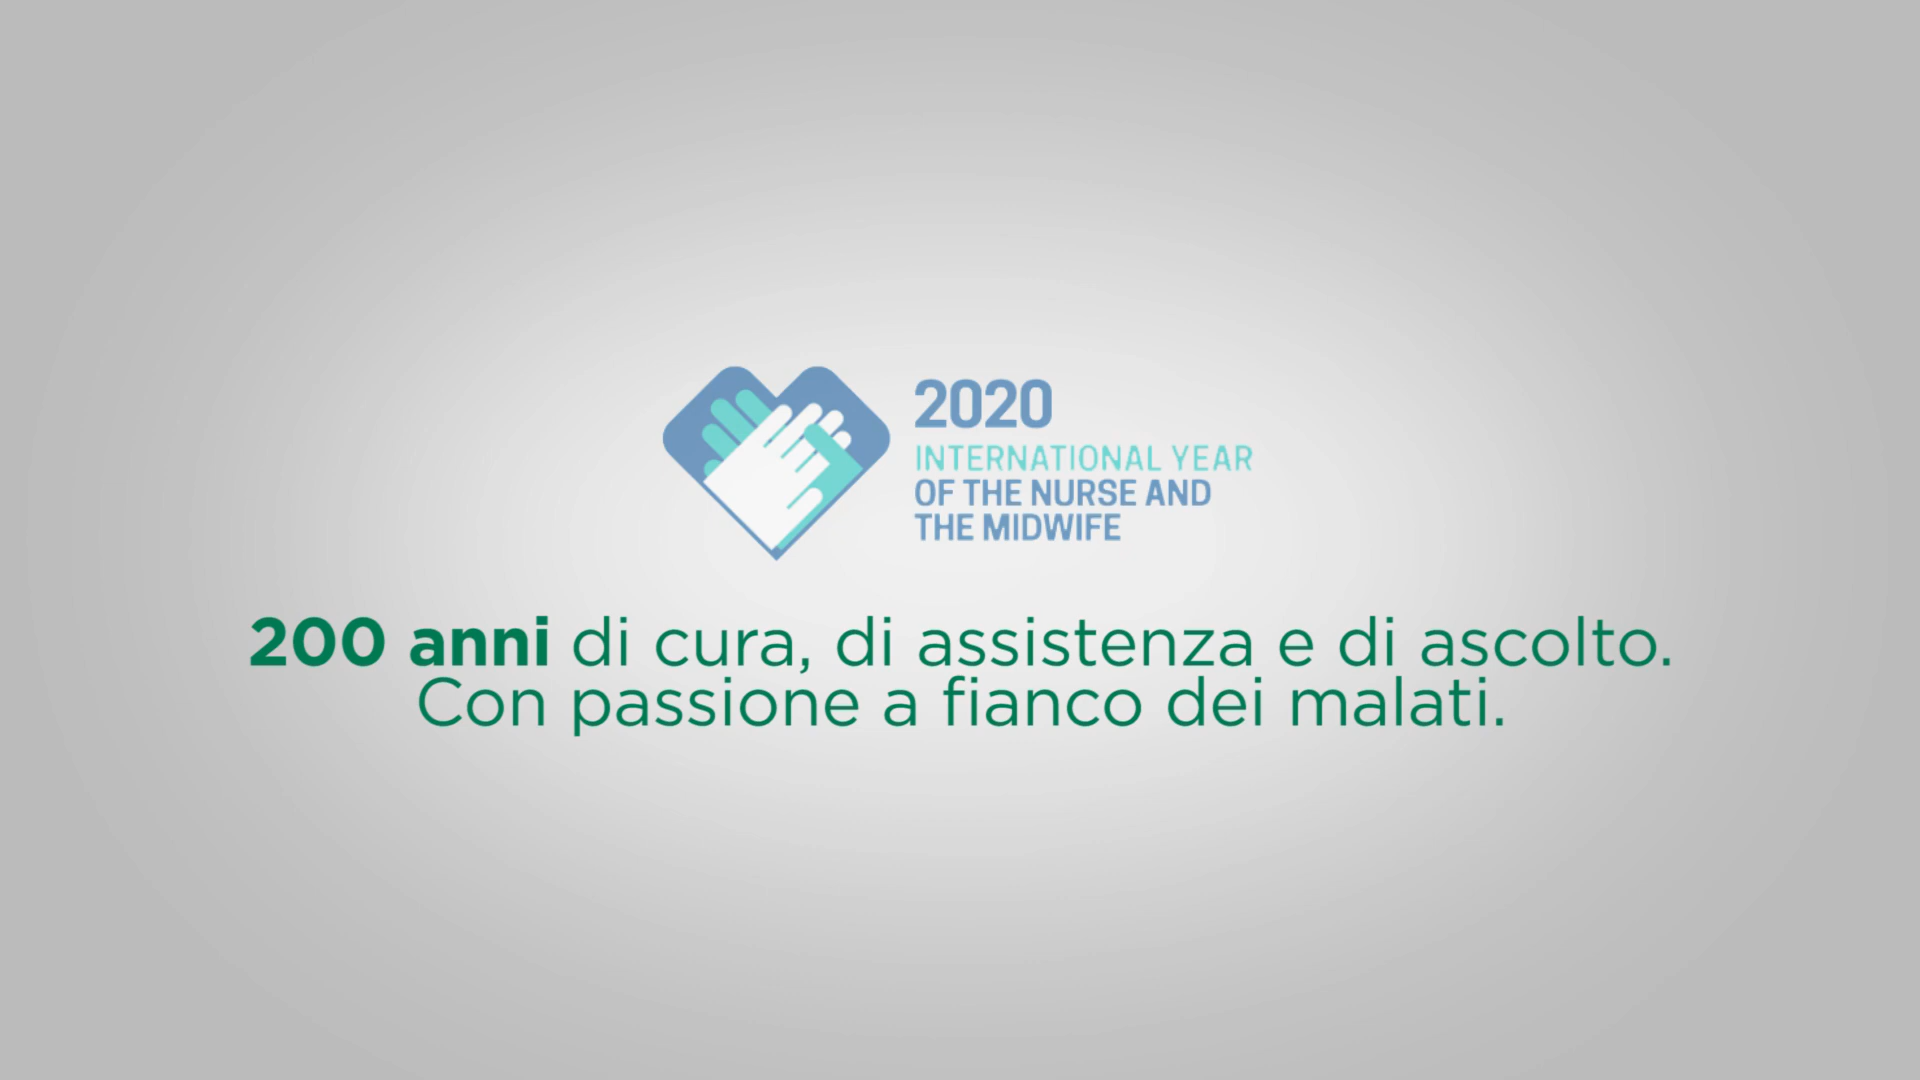 2020
INTERNATIONAL YEAR
OF THE NURSE AND
THE MIDWIFE
200 anni di cura, di assistenza e di ascolto.
Con passione a fianco dei malati.